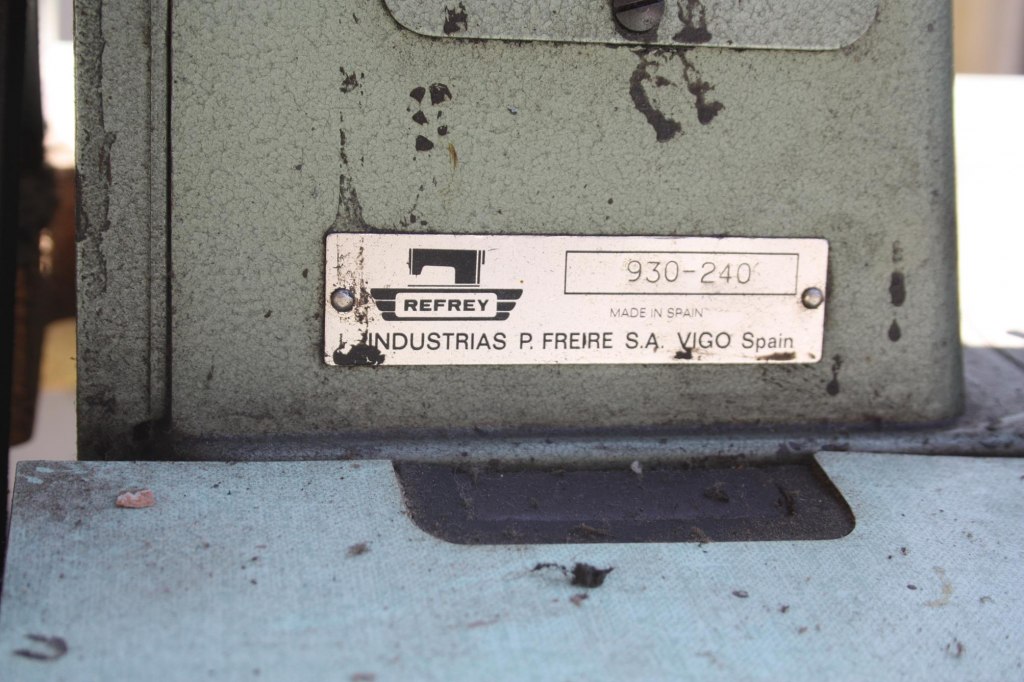 REFREY
930-240
MADE IN SPAIN
INDUSTRIAS P. FREIRE S.A. VIGO Spain